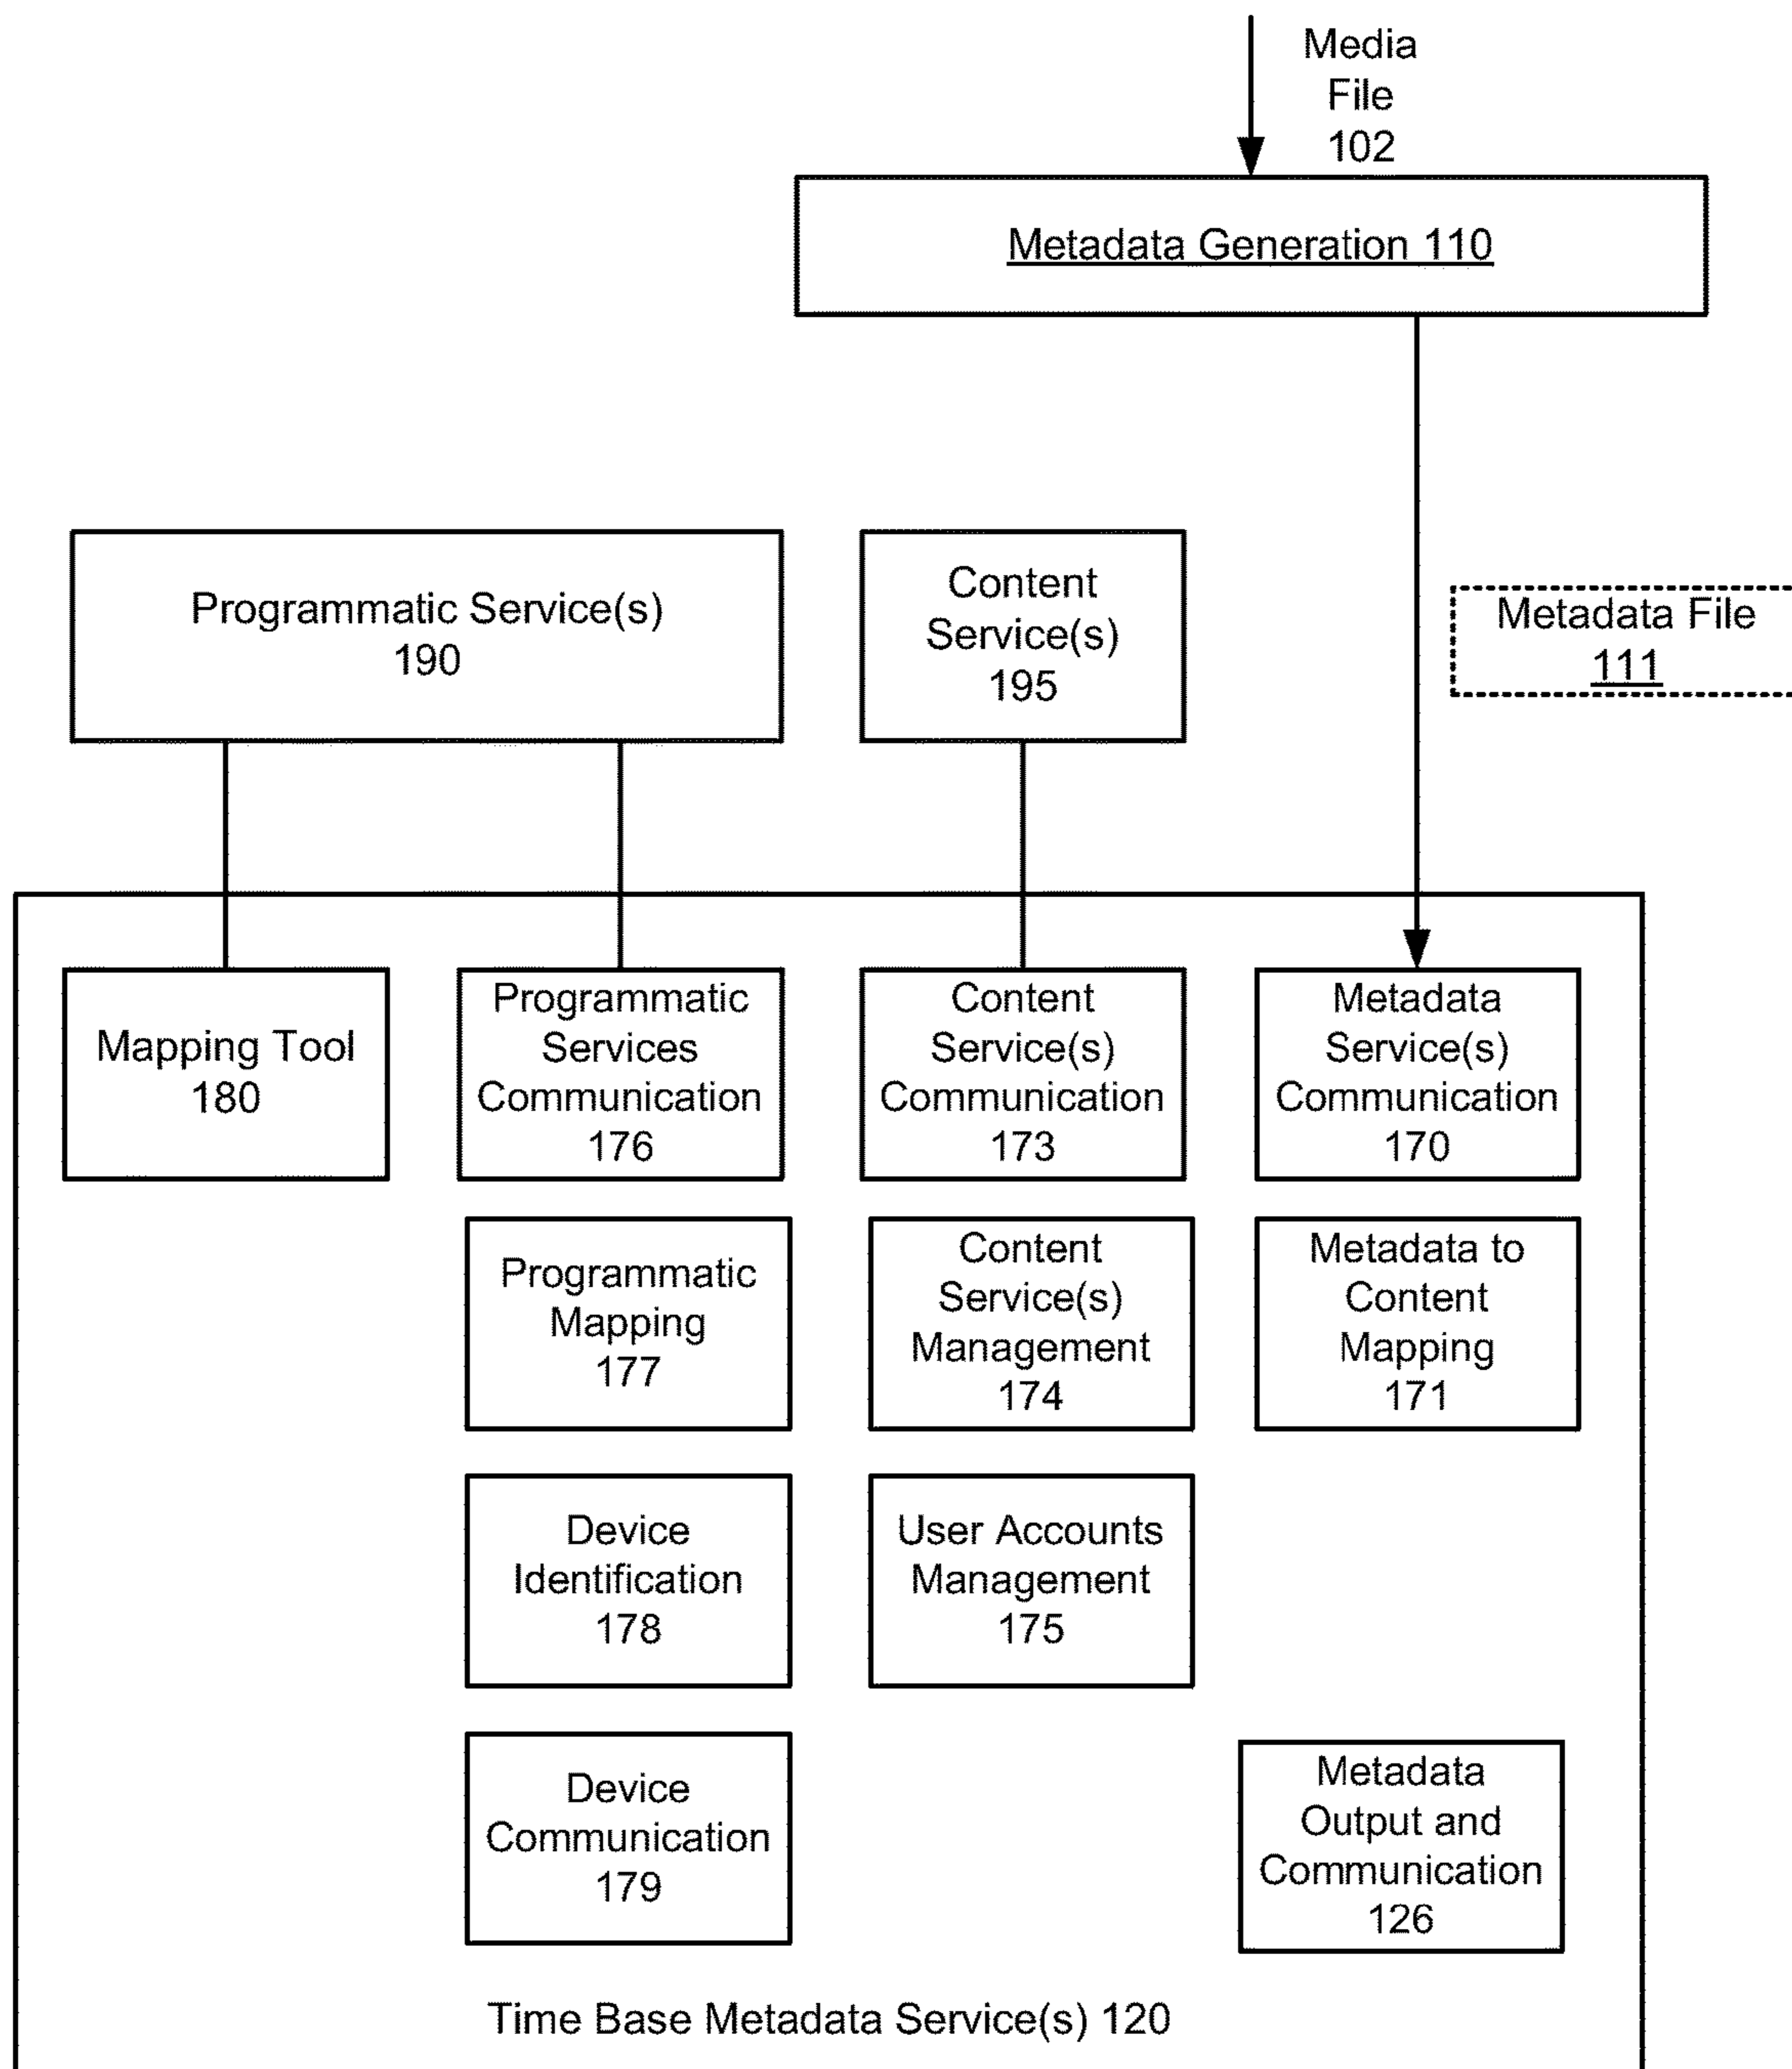 Media
File
102
Metadata Generation 110
Programmatic Service(s)
190
Content
Service(s)
195
Metadata File
111
Mapping Tool
180
Programmatic
Services
Communication
176
Content
Service(s)
Communication
173
Metadata
Service(s)
Communication
170
Programmatic
Mapping
177
Content
Service(s)
Management
174
Metadata to
Content
Mapping
171
Device
Identification
178
User Accounts
Management
175
Device
Communication
179
Metadata
Output and
Communication
126
Time Base Metadata Service(s) 120